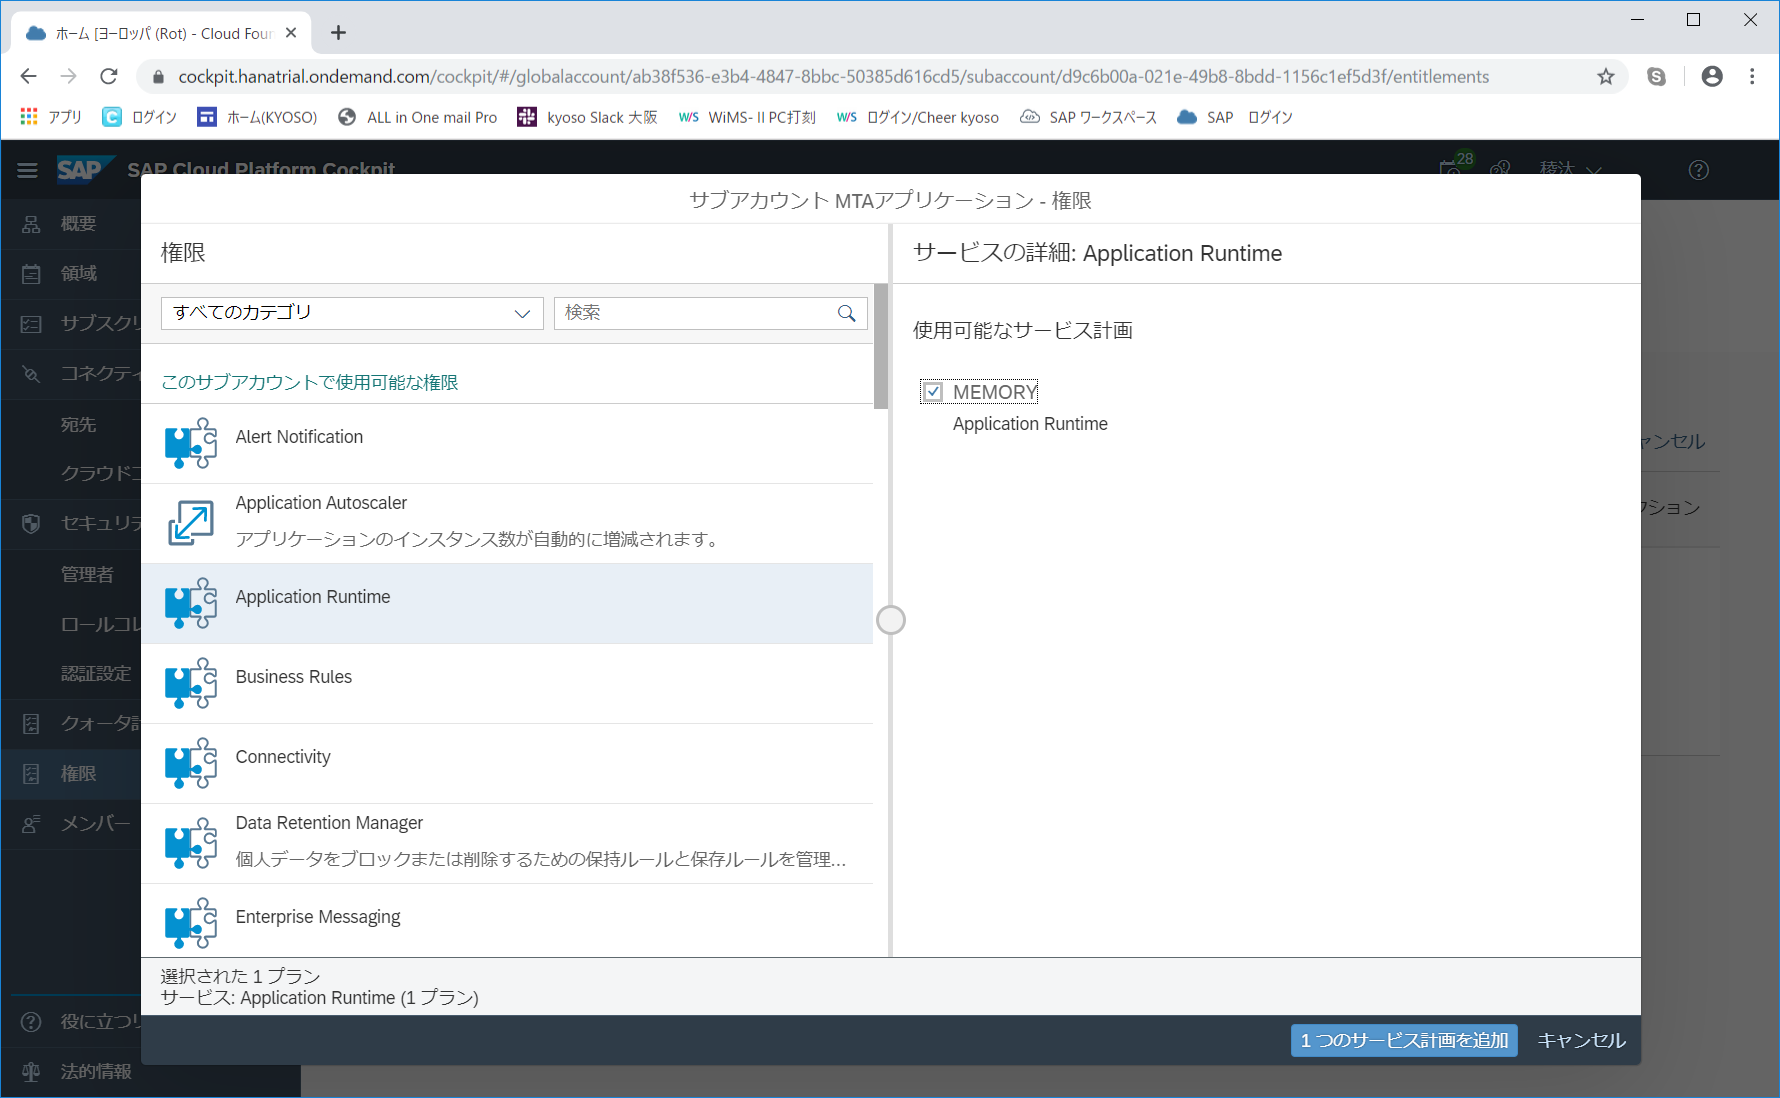 ホーム [ヨーロッパ (Rot) - Cloud Foun
cockpit.hanatrial.ondemand.com/cockpit/#/globalaccount/ab38f536-e3b4-4847-8bbc-50385d616cd5/subaccount/d9c6b00a-021e-49b8-8bdd-1156c1ef5d3f/entitlements
アプリ ログイン ホーム(KYOSO) ALL in One mail Pro kyoso Slack 大阪 WiMS-ⅡPC打刻 ログイン/Cheer kyoso SAP ワークスペース SAP ログイン
SAP SAP Cloud Platform Cockpit 28 稜汰
サブアカウント MTAアプリケーション - 権限
概要
領域
サブスクリ
コネクティ
宛先
クラウドコ
セキュリテ
管理者
ロールコレ
認証設定
クォータ計
権限
メンバー
役に立つリ
法的情報
権限
すべてのカテゴリ 検索
このサブアカウントで使用可能な権限
Alert Notification
Application Autoscaler
アプリケーションのインスタンス数が自動的に増減されます。
Application Runtime
Business Rules
Connectivity
Data Retention Manager
個人データをブロックまたは削除するための保持ルールと保存ルールを管理...
Enterprise Messaging
サービスの詳細: Application Runtime
使用可能なサービス計画
MEMORY
Application Runtime
ャンセル
クション
選択された 1 プラン
サービス: Application Runtime (1 プラン)
1 つのサービス計画を追加 キャンセル